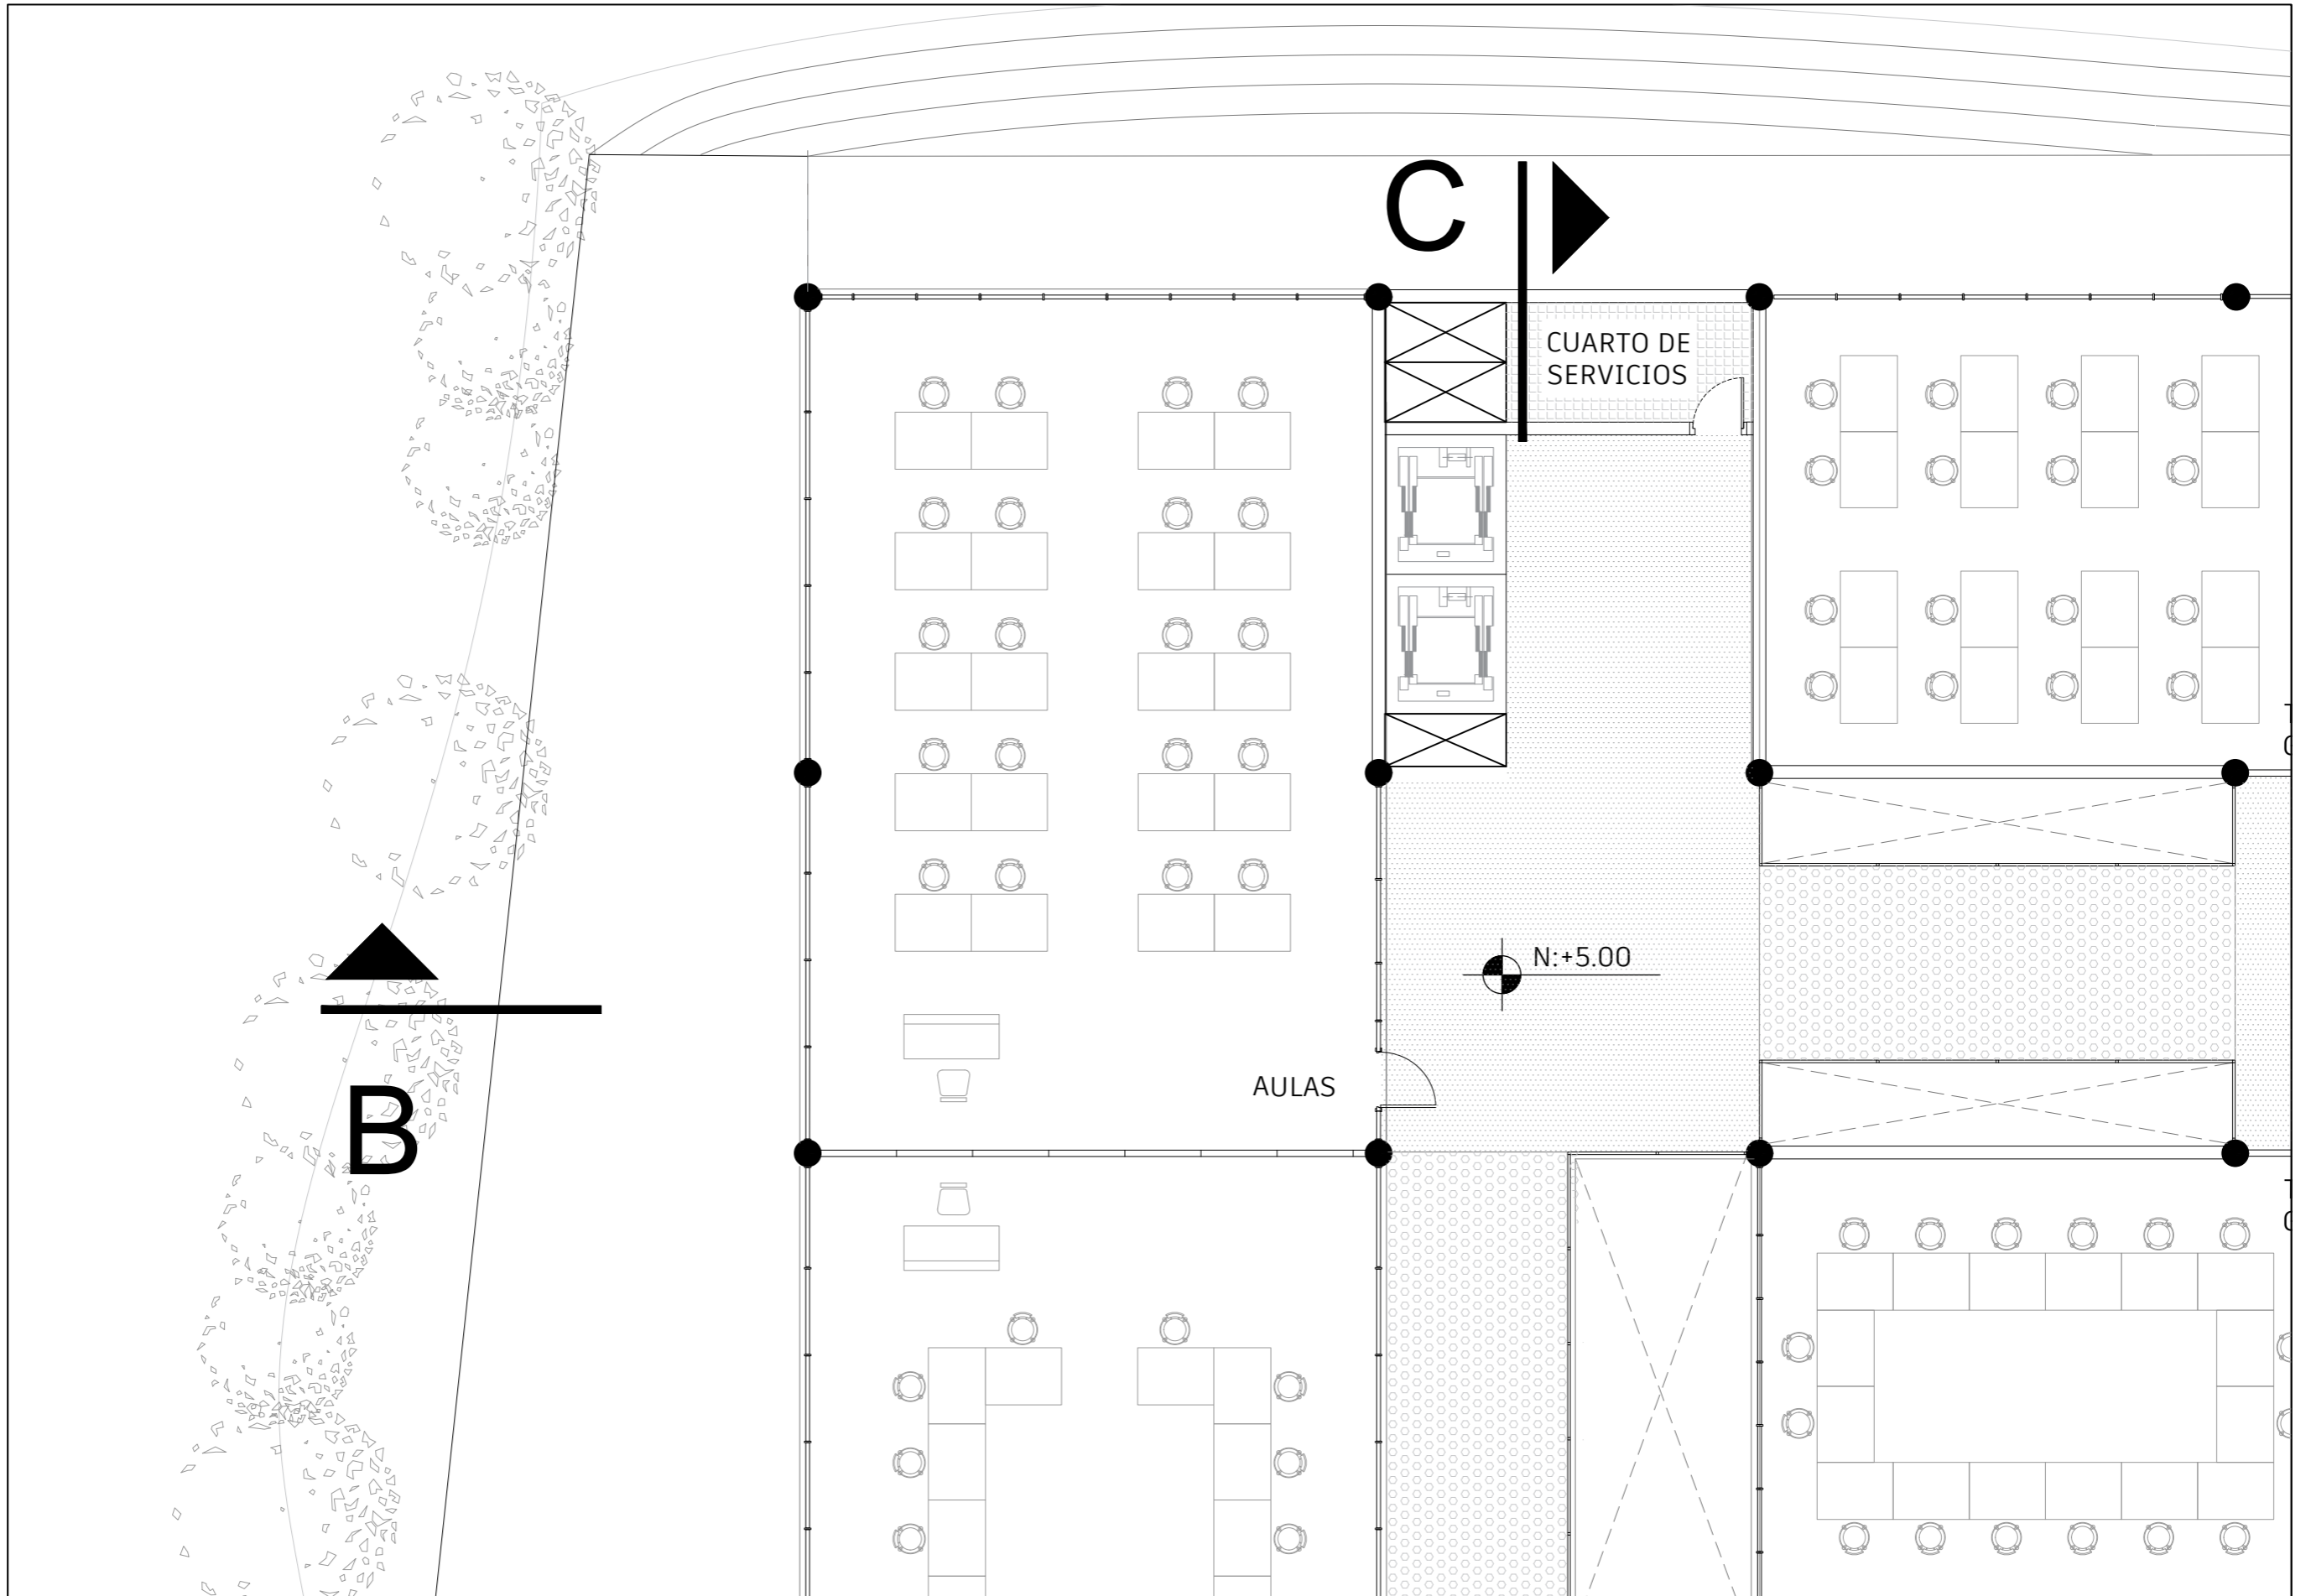 C
CUARTO DE
SERVICIOS
N:+5.00
AULAS
B